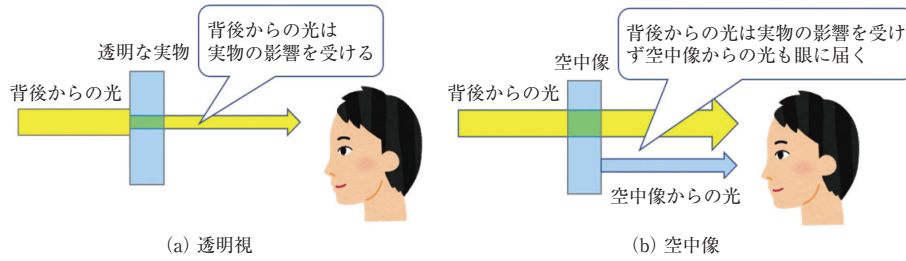 背後からの光は
実物の影響を受ける
透明な実物
背後からの光
(a) 透明視
背後からの光は実物の影響を受け
ず空中像からの光も眼に届く
空中像
背後からの光
空中像からの光
(b) 空中像